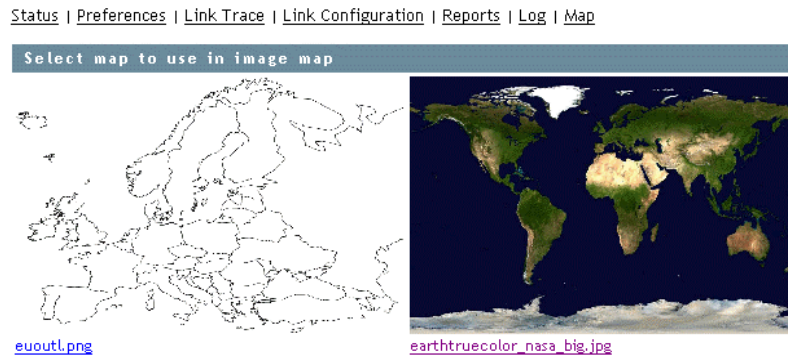 Status | Preferences | Link Trace | Link Configuration | Reports | Log | Map
Select map to use in image map
euoutl.png
earthtruecolor_nasa_big.jpg